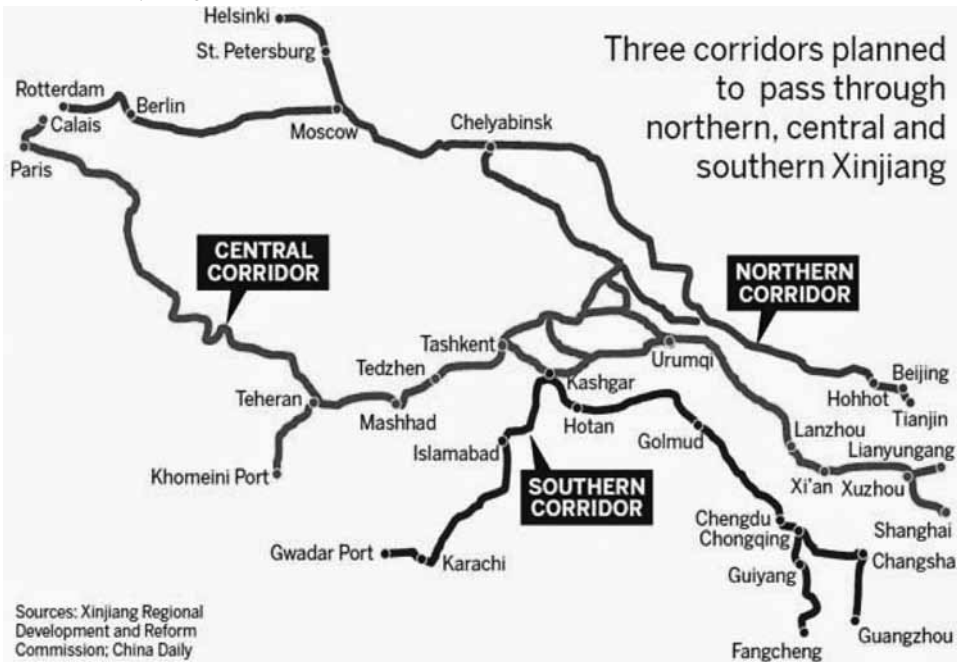 Helsinki
St. Petersburg
Three corridors planned
to pass through
northern, central and
southern Xinjiang
Rotterdam
Berlin
Calais
Moscow
Chelyabinsk
Paris
CENTRAL
CORRIDOR
NORTHERN
CORRIDOR
Tashkent
Urumqi
Tedzhen
Kashgar
Beijing
Hohhot
Teheran
Mashhad
Hotan
Tianjin
Golmud
Lanzhou
Islamabad
Lianyungang
Khomeini Port
Xi'an
Xuzhou
SOUTHERN
CORRIDOR
Shanghai
Chengdu
Chongqing
Gwadar Port
Karachi
Changsha
Guiyang
Sources: Xinjiang Regional
Development and Reform
Commission; China Daily
Guangzhou
Fangcheng